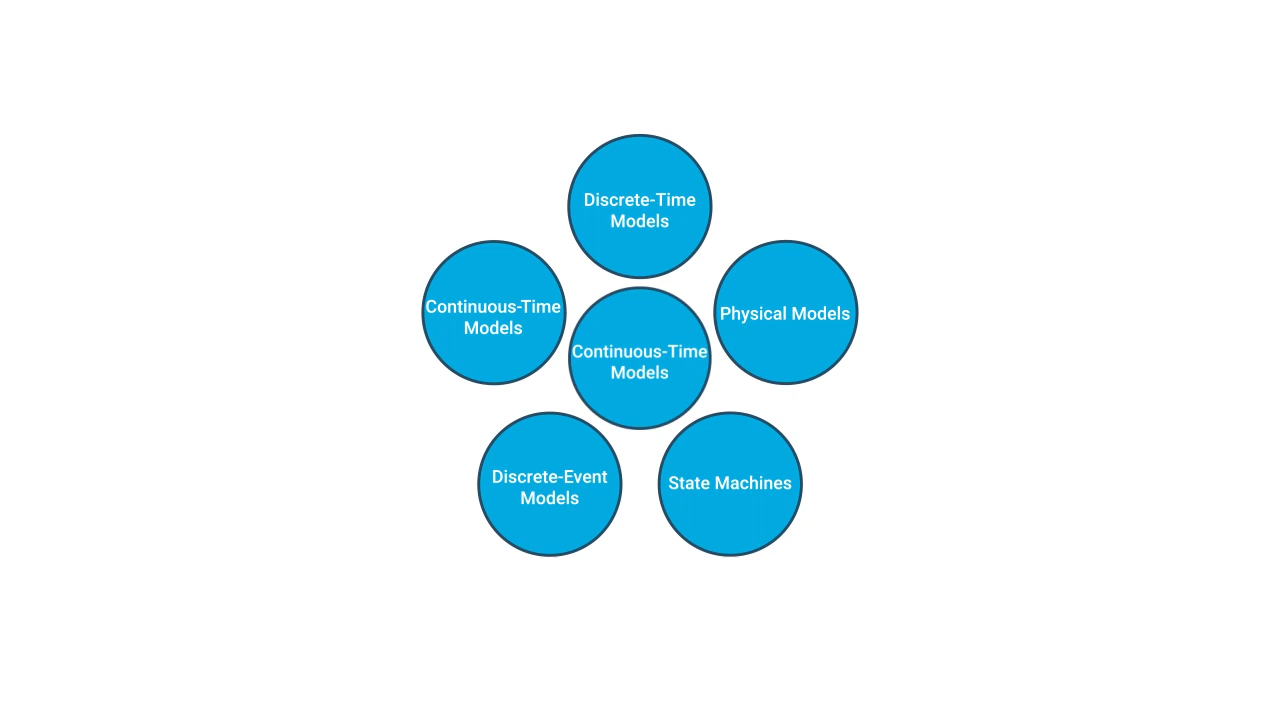 Discrete-Time
Models
Continuous-Time
Models
Physical Models
Continuous-Time
Models
Discrete-Event
Models
State Machines